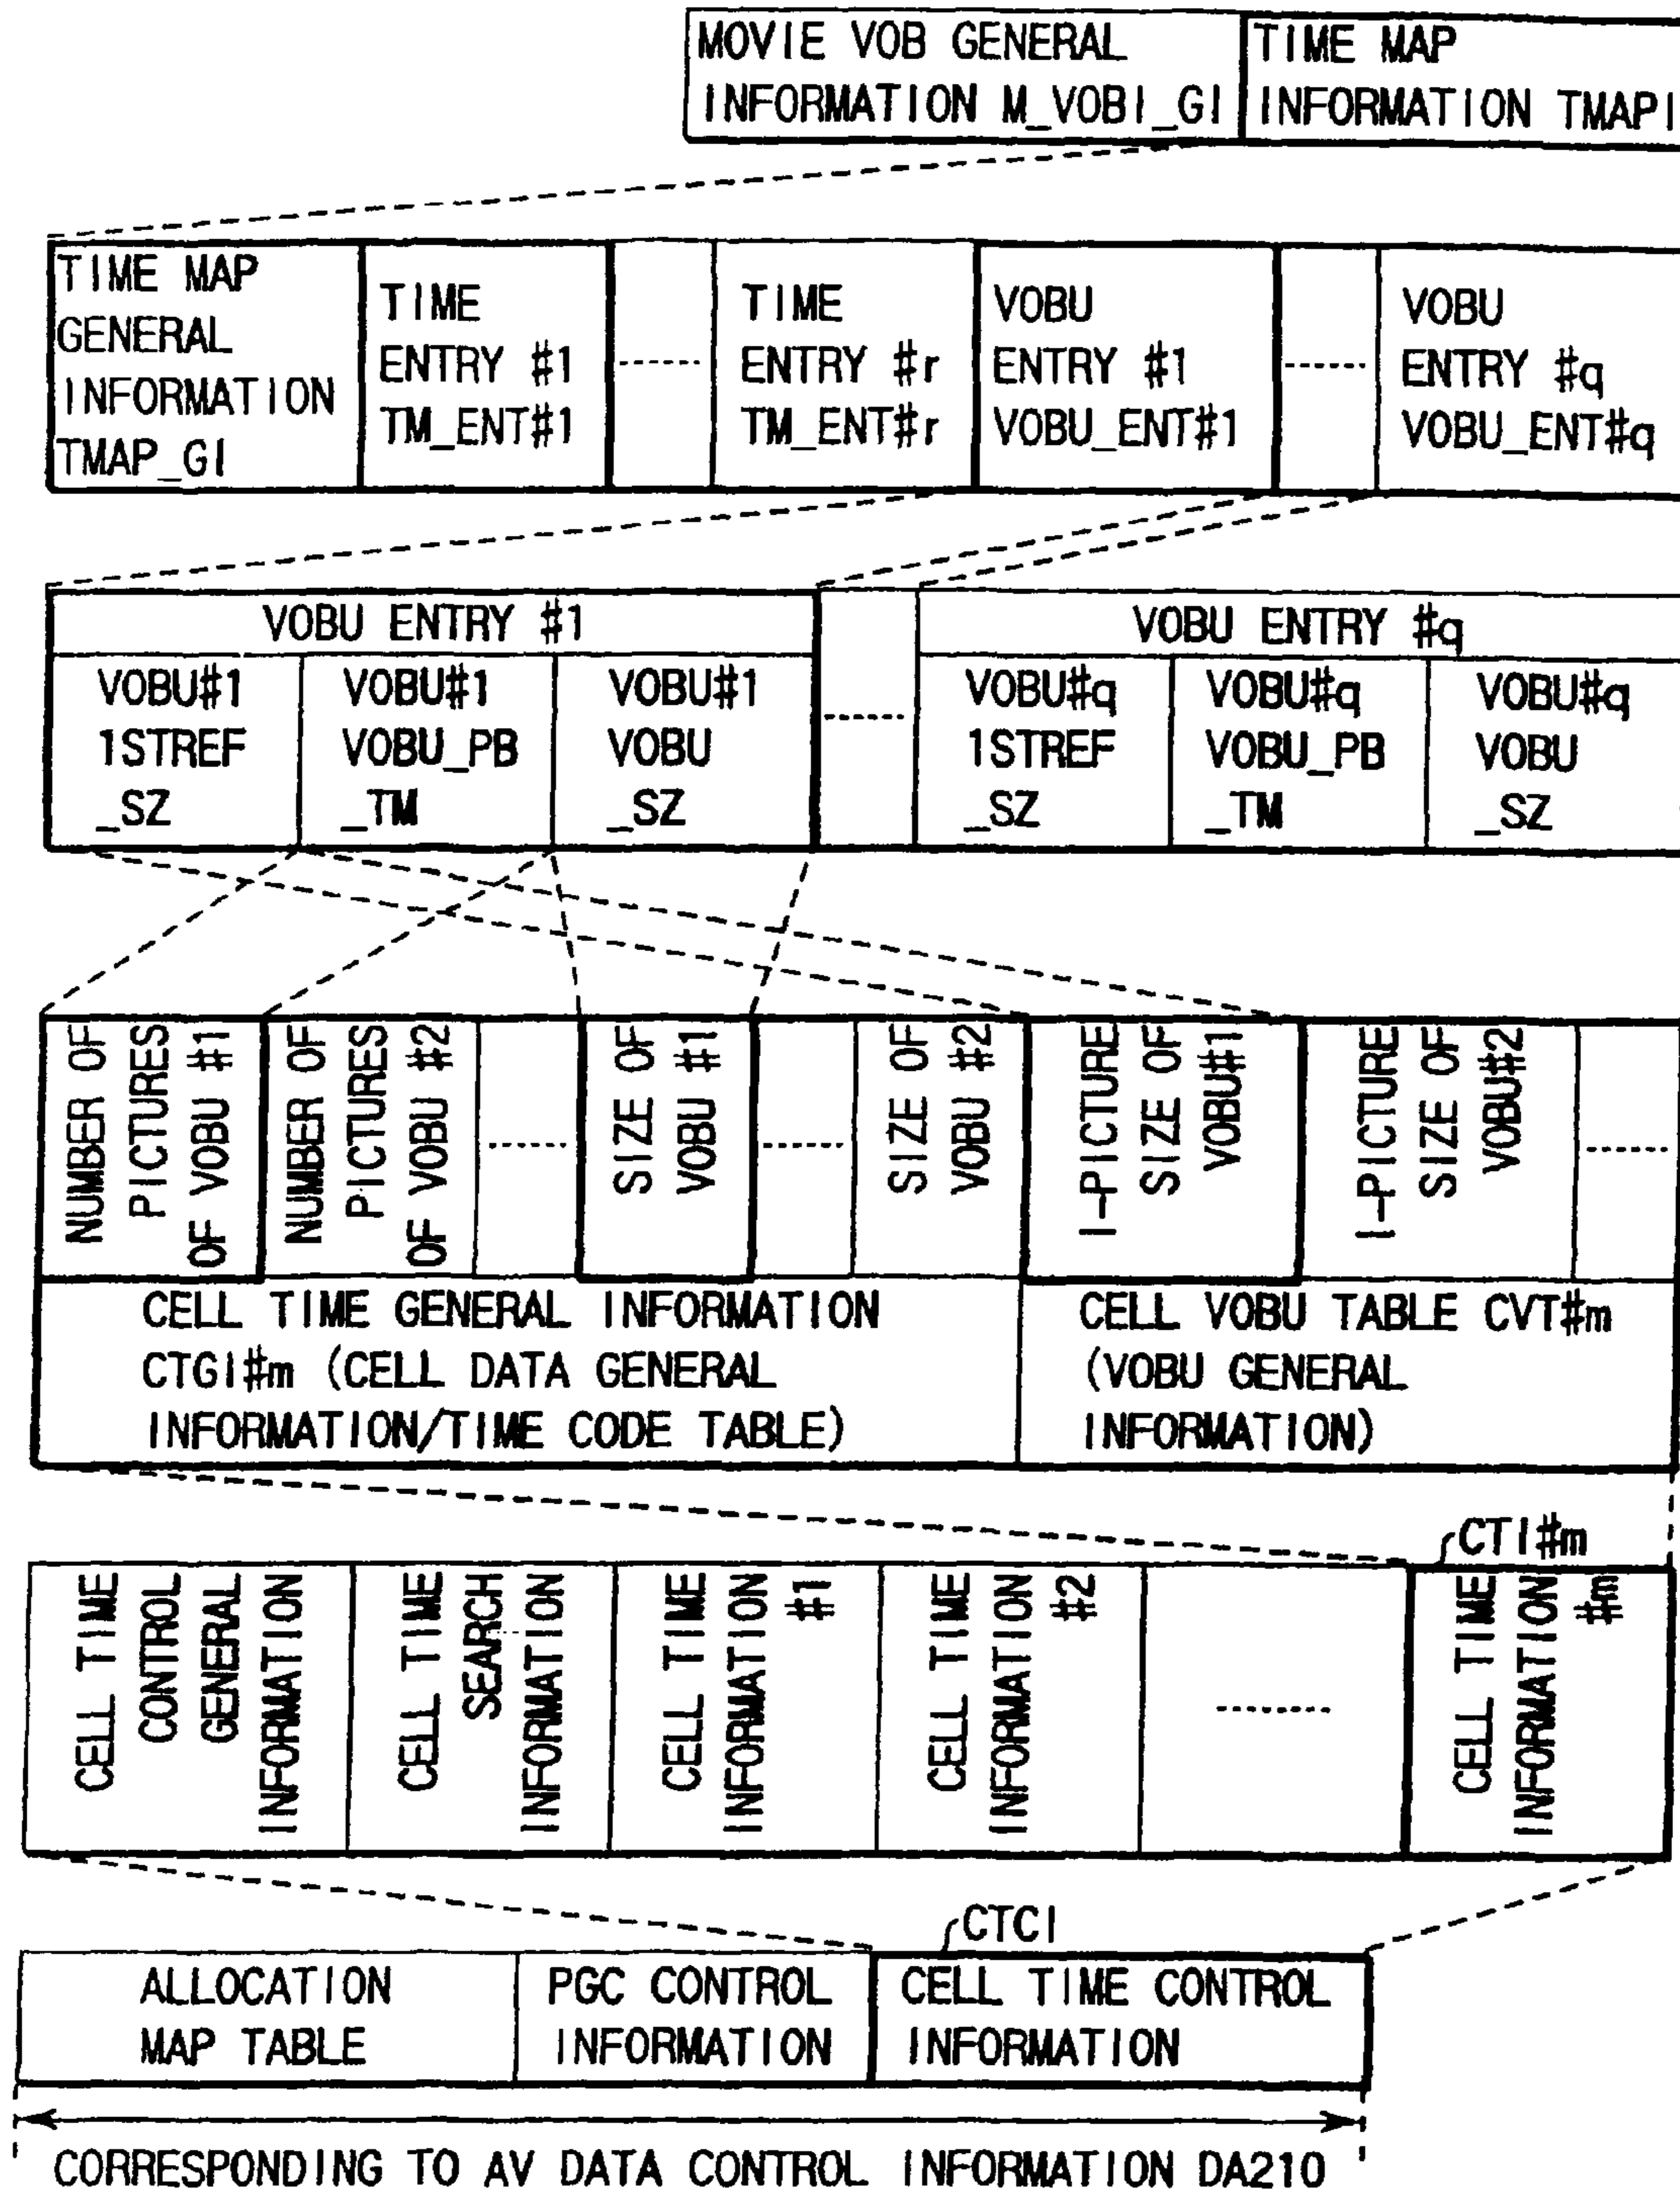 MOVIE VOB GENERAL
INFORMATION M_VOBI_GI
TIME MAP
INFORMATION TMAPI
TIME MAP
GENERAL
INFORMATION
TMAP_GI
TIME
ENTRY #1
TM_ENT#1
TIME
ENTRY #r
TM_ENT#r
VOBU
ENTRY #1
VOBU_ENT#1
VOBU
ENTRY #q
VOBU_ENT#q
VOBU ENTRY #1
VOBU ENTRY #q
VOBU#1
1STREF
_SZ
VOBU#1
VOBU_PB
_TM
VOBU#1
VOBU
_SZ
VOBU#q
1STREF
_SZ
VOBU#q
VOBU_PB
_TM
VOBU#q
VOBU
_SZ
NUMBER OF
PICTURES
OF VOBU #1
NUMBER OF
PICTURES
OF VOBU #2
SIZE OF
VOBU #1
SIZE OF
VOBU #2
I-PICTURE
SIZE OF
VOBU#1
I-PICTURE
SIZE OF
VOBU#2
CELL TIME GENERAL INFORMATION
CTGI#m (CELL DATA GENERAL
INFORMATION/TIME CODE TABLE)
CELL VOBU TABLE CVT#m
(VOBU GENERAL
INFORMATION)
CTI#m
CELL TIME
CONTROL
GENERAL
INFORMATION
CELL TIME
SEARCH
INFORMATION
CELL TIME
INFORMATION
#1
CELL TIME
INFORMATION
#2
CELL TIME
INFORMATION
#m
CTCI
ALLOCATION
MAP TABLE
PGC CONTROL
INFORMATION
CELL TIME CONTROL
INFORMATION
CORRESPONDING TO AV DATA CONTROL INFORMATION DA210